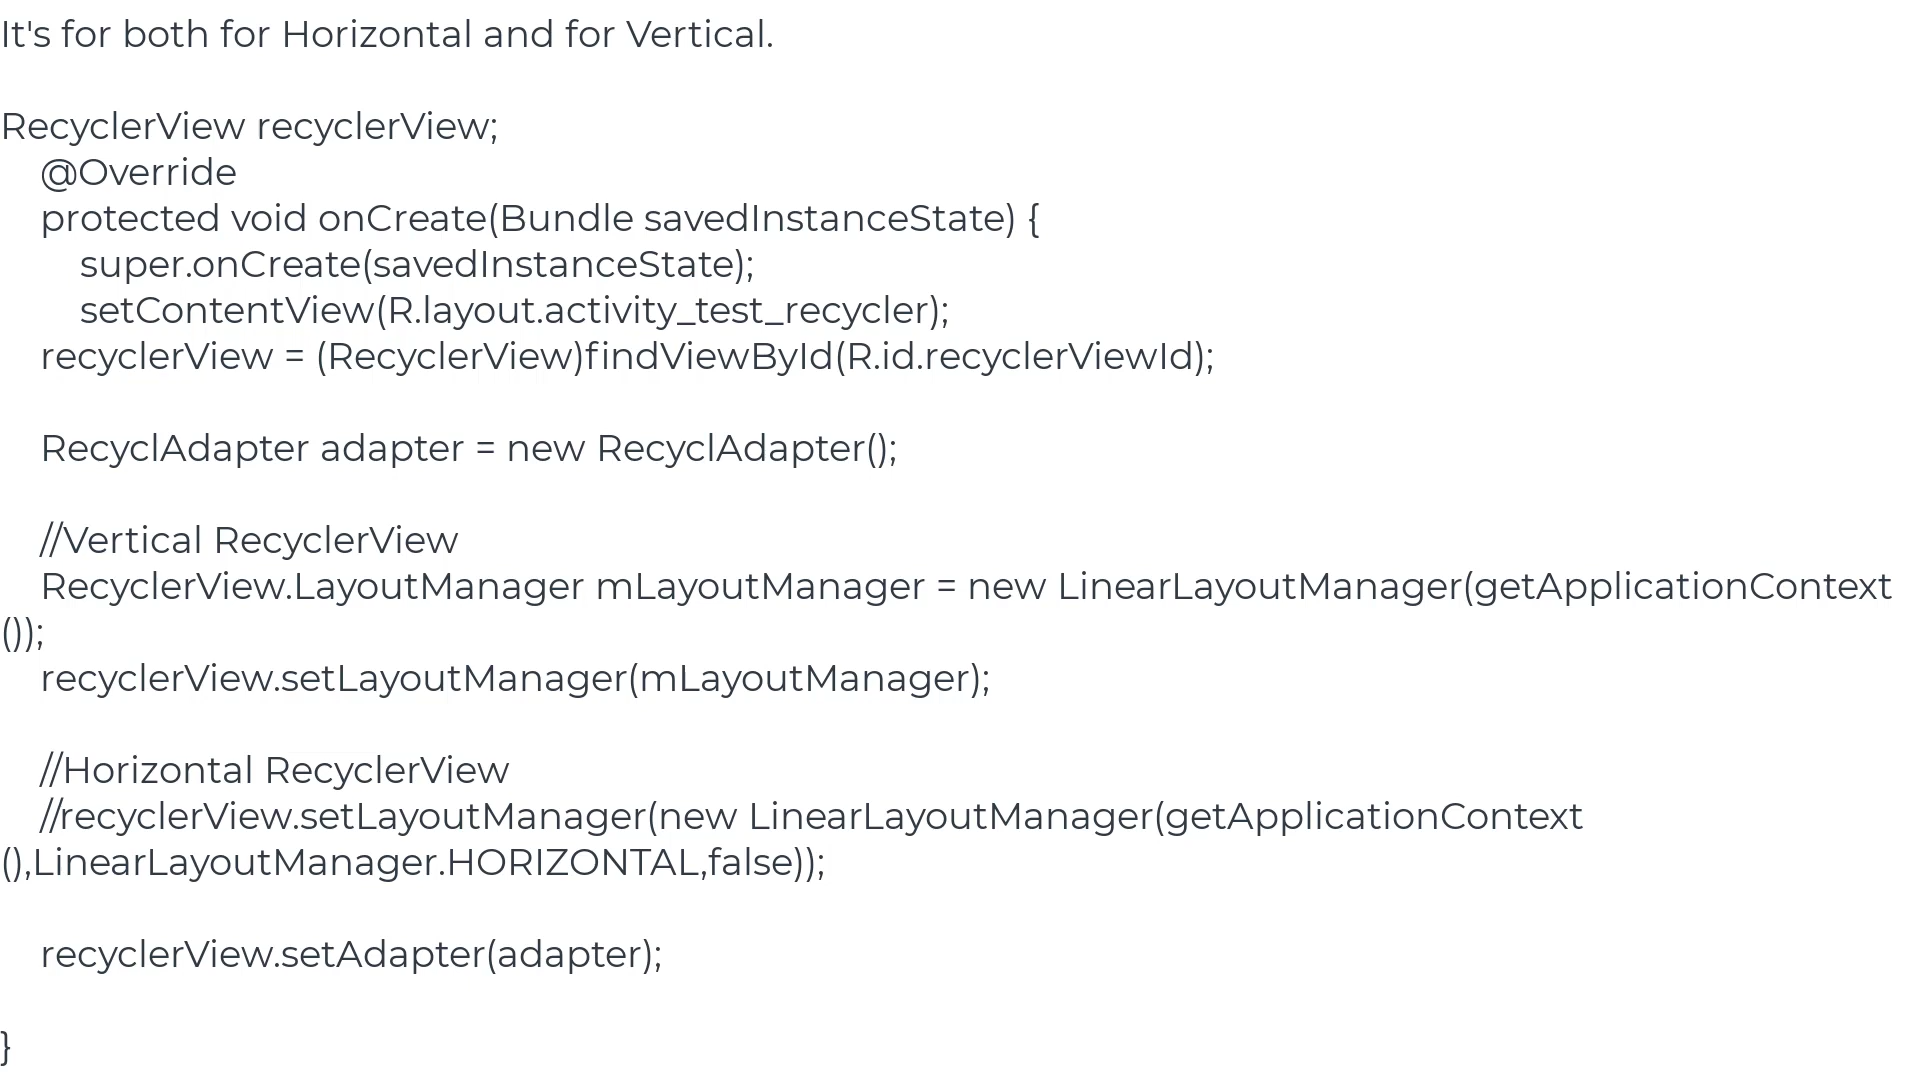 It's for both for Horizontal and for Vertical.
RecyclerView recyclerView;
@Override
protected void onCreate(Bundle savedInstanceState) {
super.onCreate(savedInstanceState);
setContentView(R.layout.activity_test_recycler);
recyclerView = (RecyclerView)findViewById(R.id.recyclerViewId);
RecyclAdapter adapter = new RecyclAdapter();
//Vertical RecyclerView
RecyclerView.LayoutManager mLayoutManager = new LinearLayoutManager(getApplicationContext
());
recyclerView.setLayoutManager(mLayoutManager);
//Horizontal RecyclerView
//recyclerView.setLayoutManager(new LinearLayoutManager(getApplicationContext
(),LinearLayoutManager.HORIZONTAL,false));
recyclerView.setAdapter(adapter);
}